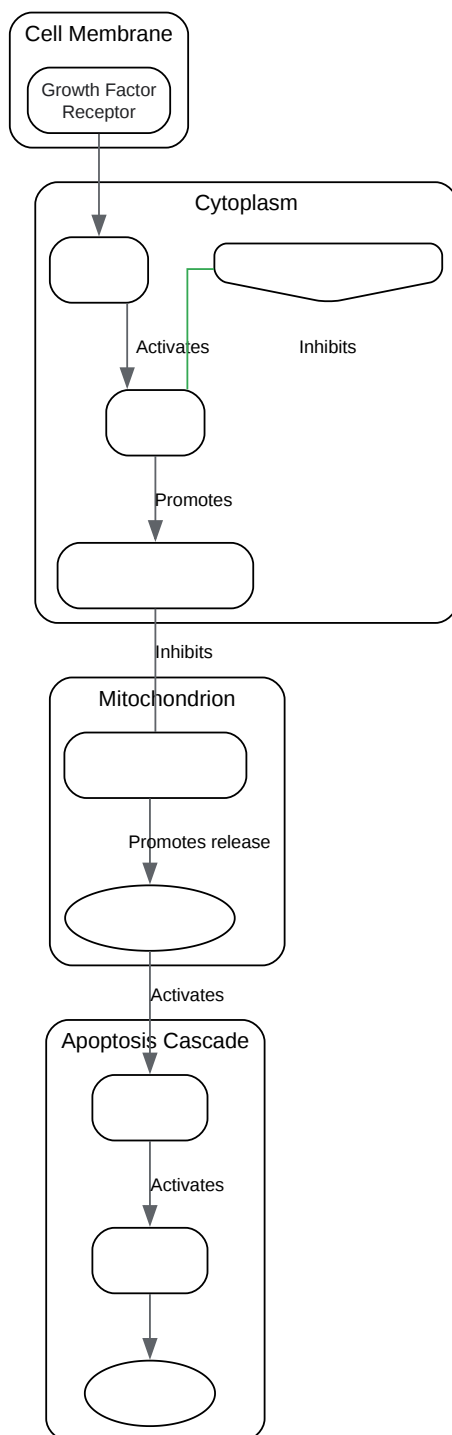 Cell Membrane
Growth Factor
Receptor
Cytoplasm
Activates
Inhibits
Promotes
Inhibits
Mitochondrion
Promotes release
Activates
Apoptosis Cascade
Activates